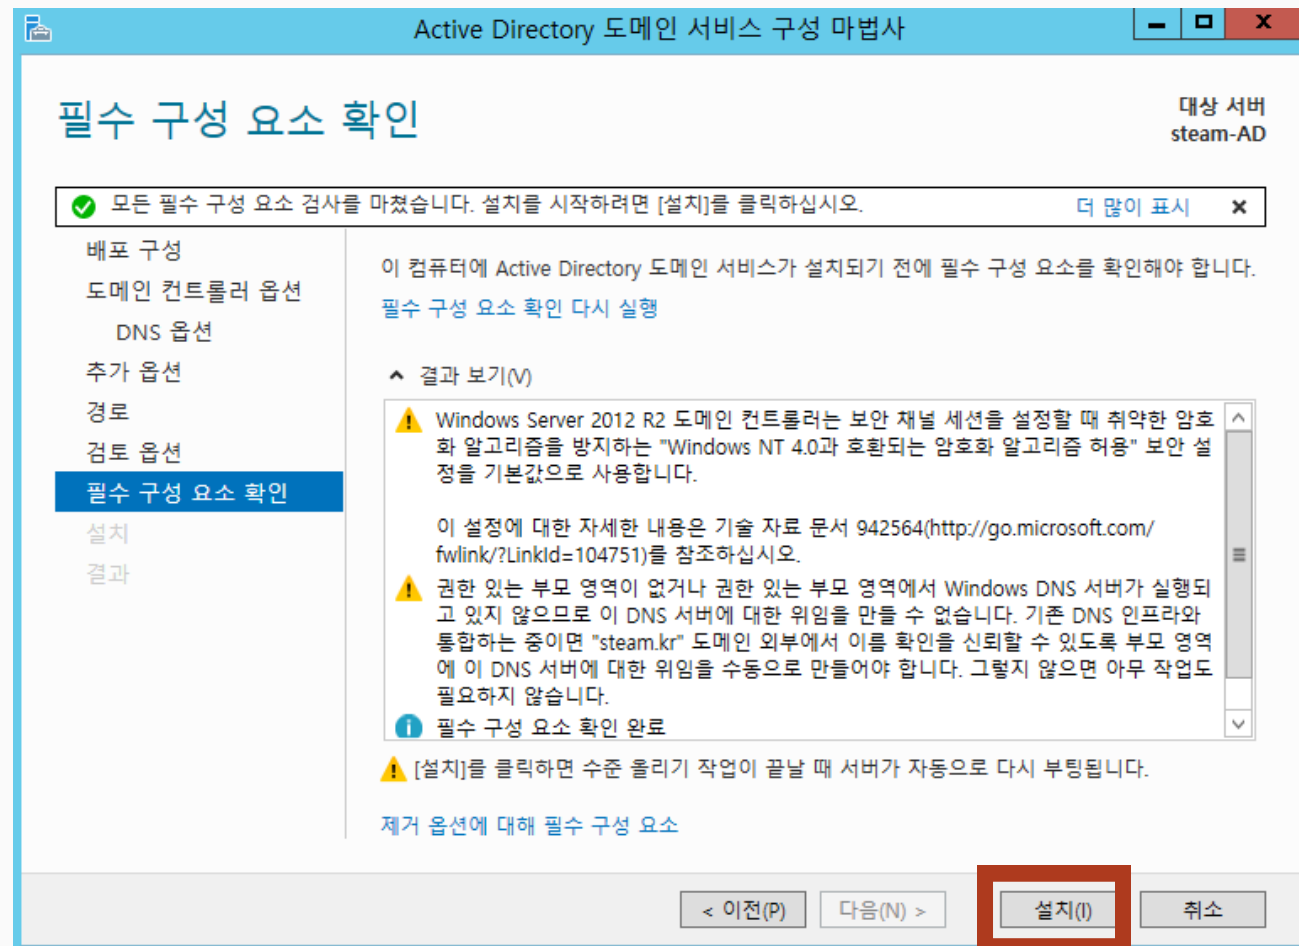 Active Directory 도메인 서비스 구성 마법사
필수 구성 요소 확인
대상 서버
steam-AD
모든 필수 구성 요소 검사를 마쳤습니다. 설치를 시작하려면 [설치]를 클릭하십시오.
더 많이 표시
배포 구성
도메인 컨트롤러 옵션
DNS 옵션
추가 옵션
경로
검토 옵션
필수 구성 요소 확인
설치
결과
이 컴퓨터에 Active Directory 도메인 서비스가 설치되기 전에 필수 구성 요소를 확인해야 합니다.
필수 구성 요소 확인 다시 실행
결과 보기(V)
Windows Server 2012 R2 도메인 컨트롤러는 보안 채널 세션을 설정할 때 취약한 암호
화 알고리즘을 방지하는 "Windows NT 4.0과 호환되는 암호화 알고리즘 허용" 보안 설
정을 기본값으로 사용합니다.
이 설정에 대한 자세한 내용은 기술 자료 문서 942564(http://go.microsoft.com/
fwlink/?LinkId=104751)를 참조하십시오.
권한 있는 부모 영역이 없거나 권한 있는 부모 영역에서 Windows DNS 서버가 실행되
고 있지 않으므로 이 DNS 서버에 대한 위임을 만들 수 없습니다. 기존 DNS 인프라와
통합하는 중이면 "steam.kr" 도메인 외부에서 이름 확인을 신뢰할 수 있도록 부모 영역
에 이 DNS 서버에 대한 위임을 수동으로 만들어야 합니다. 그렇지 않으면 아무 작업도
필요하지 않습니다.
필수 구성 요소 확인 완료
[설치]를 클릭하면 수준 올리기 작업이 끝날 때 서버가 자동으로 다시 부팅됩니다.
제거 옵션에 대해 필수 구성 요소
< 이전(P)
다음(N) >
설치(I)
취소